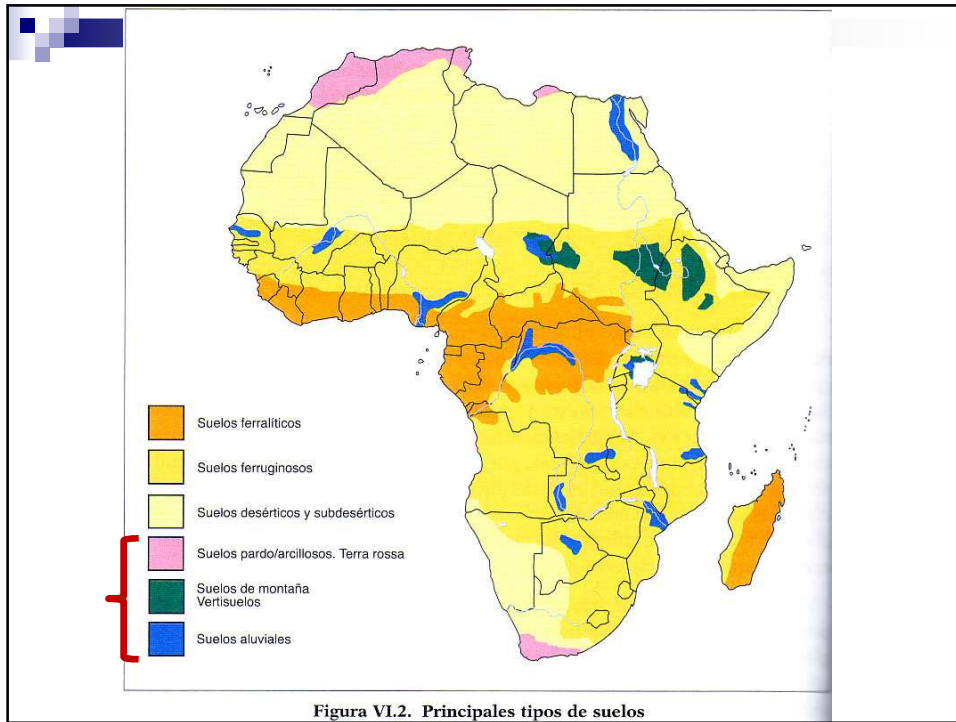 Suelos ferralíticos
Suelos ferruginosos
Suelos desérticos y subdesérticos
Suelos pardo/arcillosos. Terra rossa
Suelos de montaña
Vertisuelos
Suelos aluviales
Figura VI.2. Principales tipos de suelos